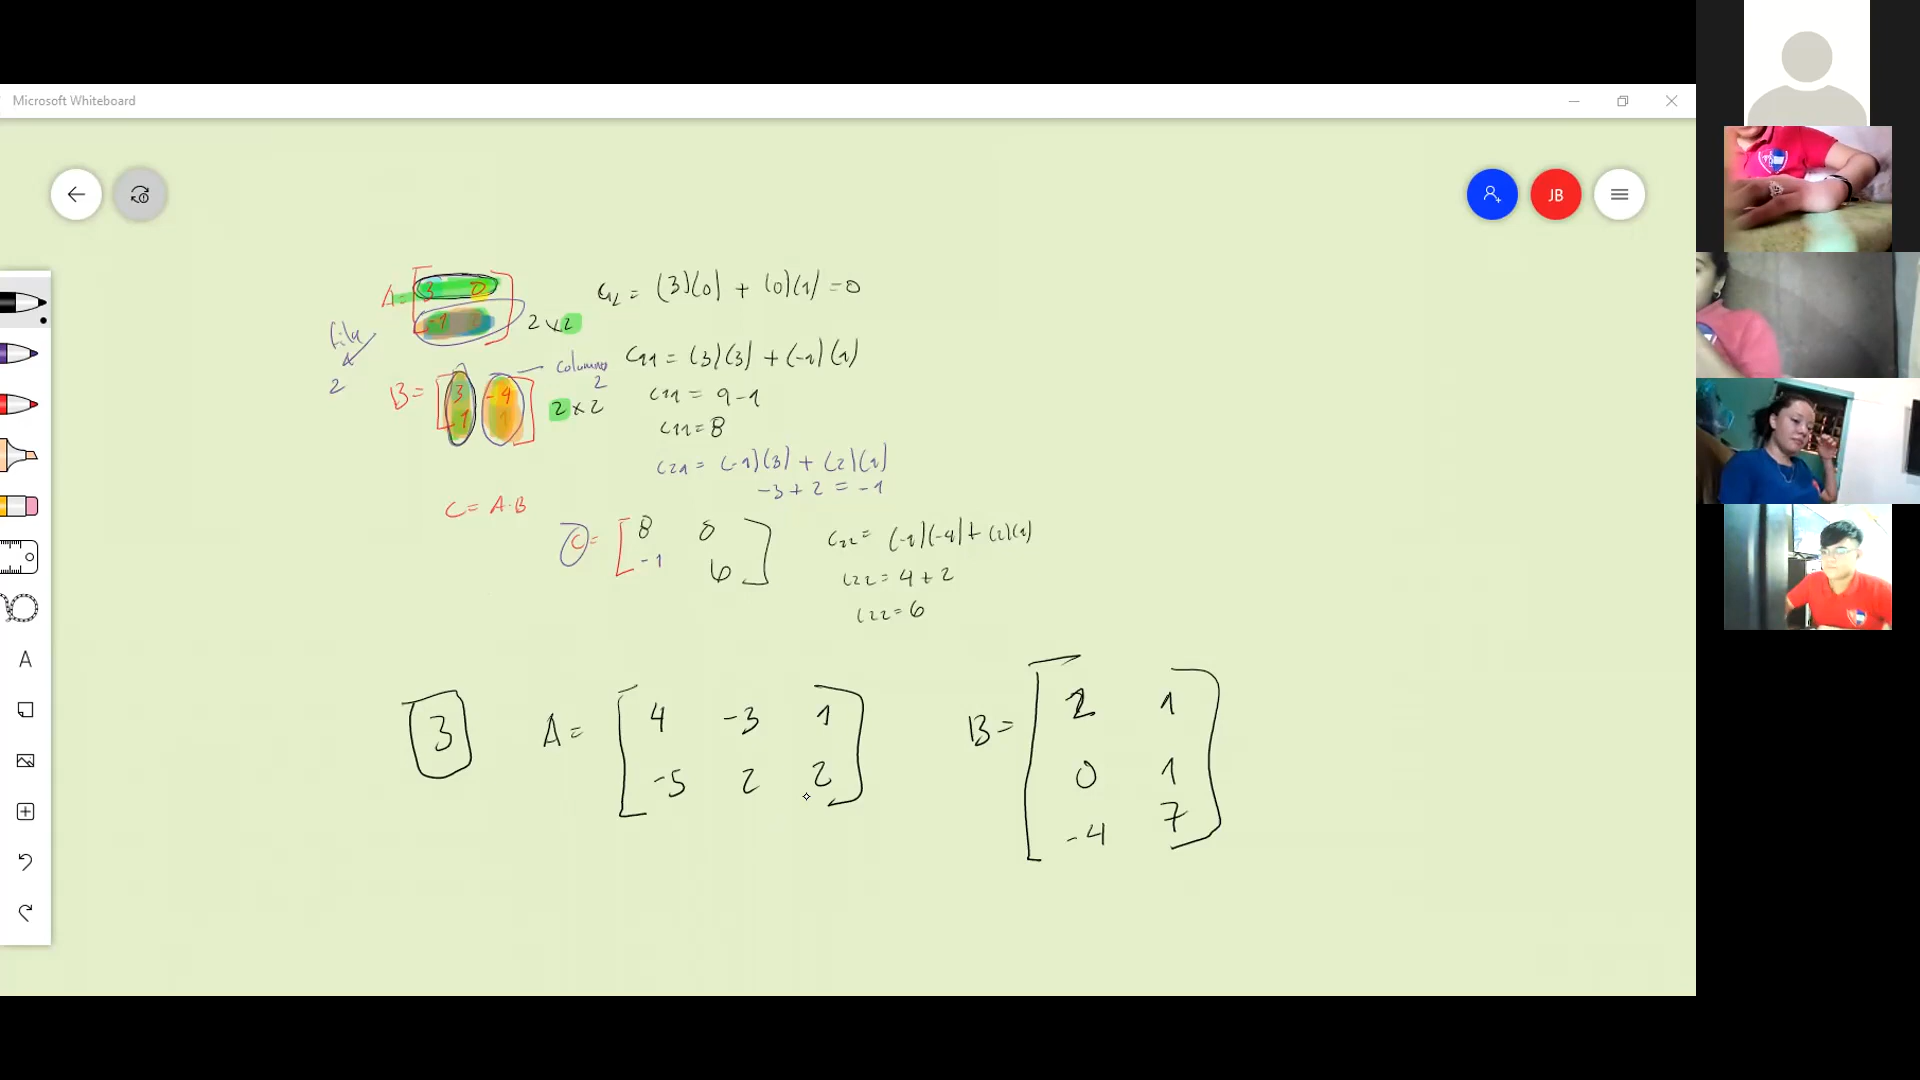 Microsoft Whiteboard
JB
A = [3 0
-1
2 x 2
fila
2
B = [3 -4
1 1]
columna
2
2 x 2
C = A·B
C12 = (3)(0) + (0)(1) = 0
C11 = (3)(3) + (-1)(1)
C11 = 9 - 1
C11 = 8
C21 = (-1)(3) + (2)(1)
-3 + 2 = -1
C = [8 0
-1 6]
C22 = (-1)(-4) + (2)(1)
C22 = 4 + 2
C22 = 6
3
A = [4 -3 1
-5 2 2]
B = [2 1
0 1
-4 7]
A